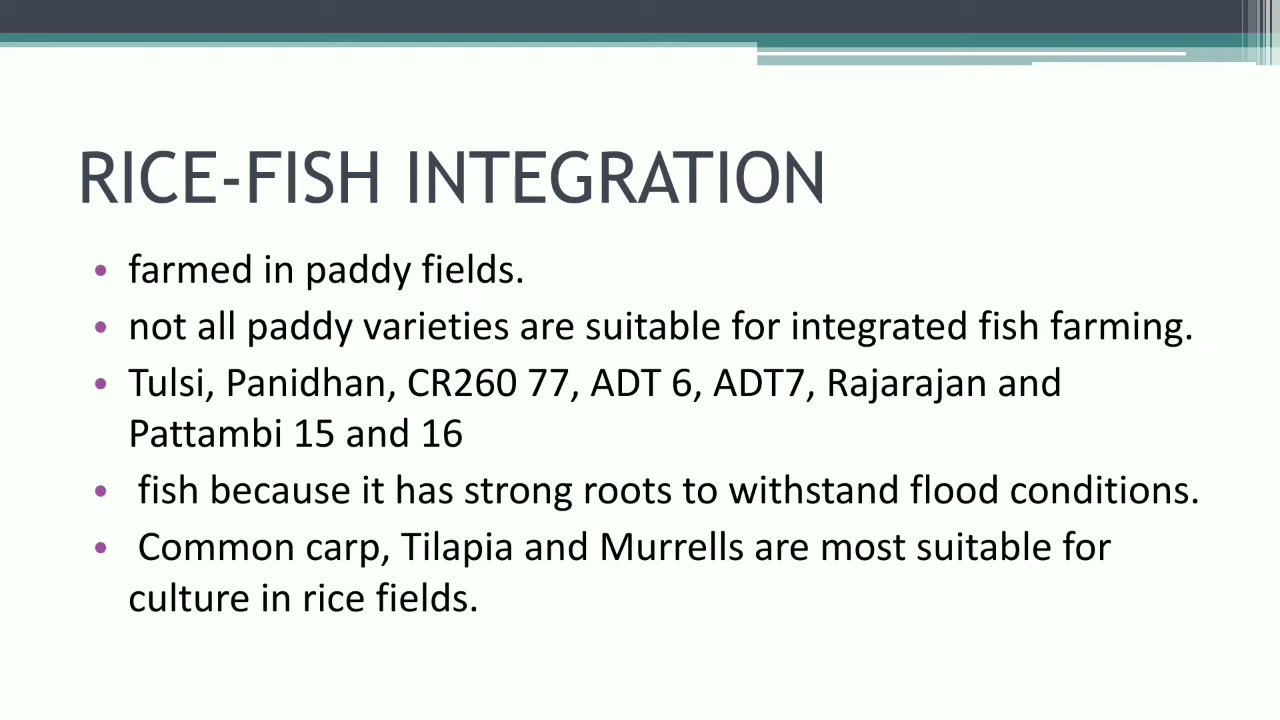 RICE-FISH INTEGRATION
• farmed in paddy fields.
• not all paddy varieties are suitable for integrated fish farming.
• Tulsi, Panidhan, CR260 77, ADT 6, ADT7, Rajarajan and
Pattambi 15 and 16
• fish because it has strong roots to withstand flood conditions.
• Common carp, Tilapia and Murrells are most suitable for
culture in rice fields.